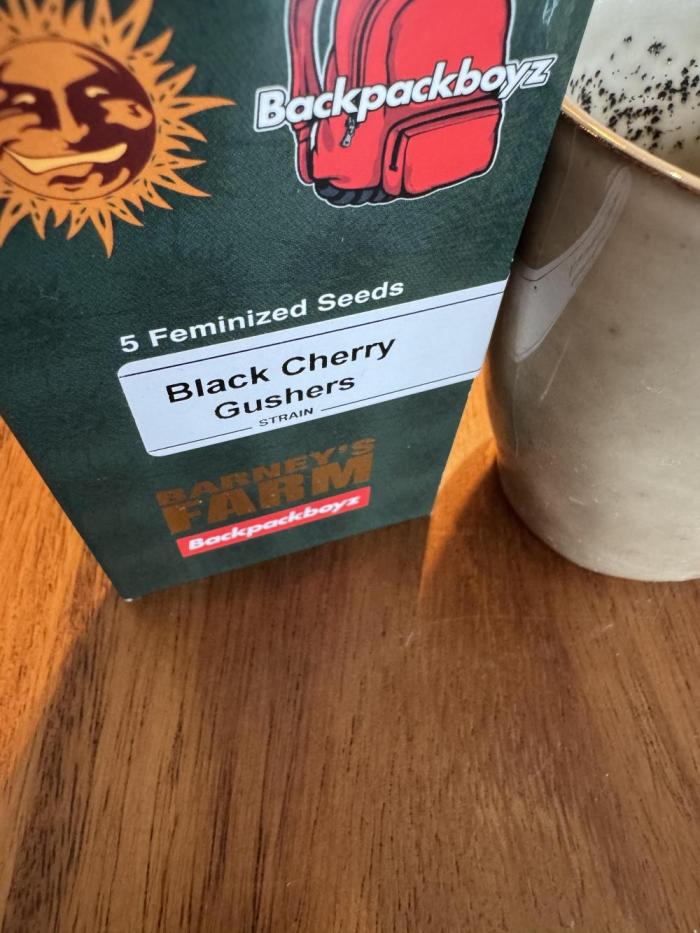 Backpackboyz
5 Feminized Seeds
Black Cherry
Gushers
STRAIN
BARNEY'S
FARM
Backpackboyz